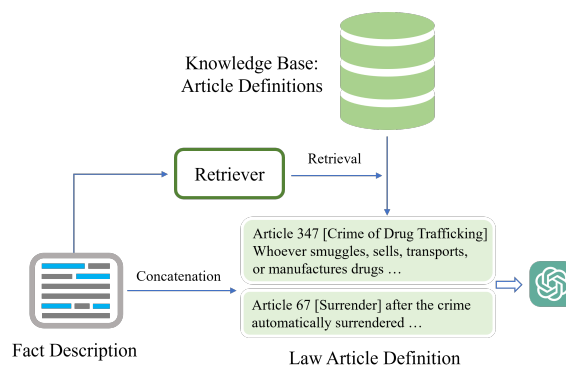 Knowledge Base:
Article Definitions
Retriever
Retrieval
Article 347 [Crime of Drug Trafficking]
Whoever smuggles, sells, transports,
or manufactures drugs …
Concatenation
Article 67 [Surrender] after the crime
automatically surrendered …
Fact Description
Law Article Definition